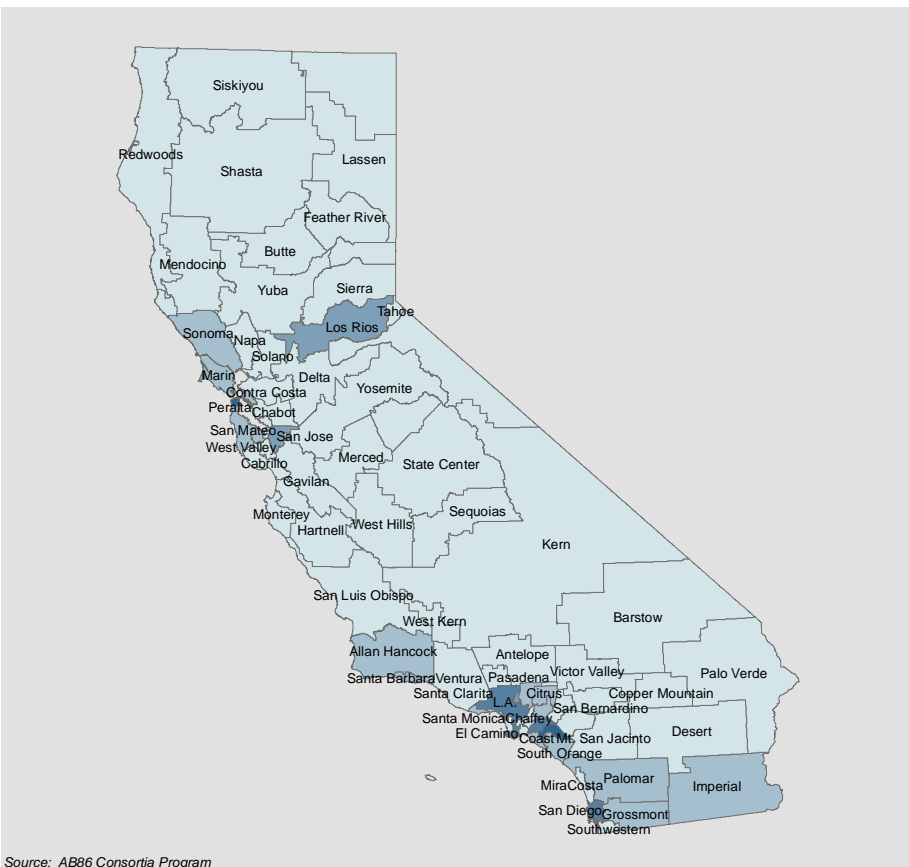 Siskiyou
Redwoods
Lassen
Shasta
Feather River
Butte
Mendocino
Yuba
Sierra
Tahoe
Los Rios
Sonoma
Napa
Solano
Marin
Delta
Yosemite
Contra Costa
Peralta
Chabot
San Mateo
San Jose
West Valley
Merced
Cabrillo
State Center
Gavilan
Monterey
Sequoias
West Hills
Hartnell
Kern
San Luis Obispo
West Kern
Barstow
Allan Hancock
Antelope
Victor Valley
Palo Verde
Santa Barbara
Ventura
Pasadena
Santa Clarita
Citrus
Copper Mountain
L.A.
San Bernardino
Santa Monica
Chaffey
El Camino
Coast
Mt. San Jacinto
Desert
South Orange
MiraCosta
Palomar
Imperial
San Diego
Grossmont
Southwestern
Source: AB86 Consortia Program